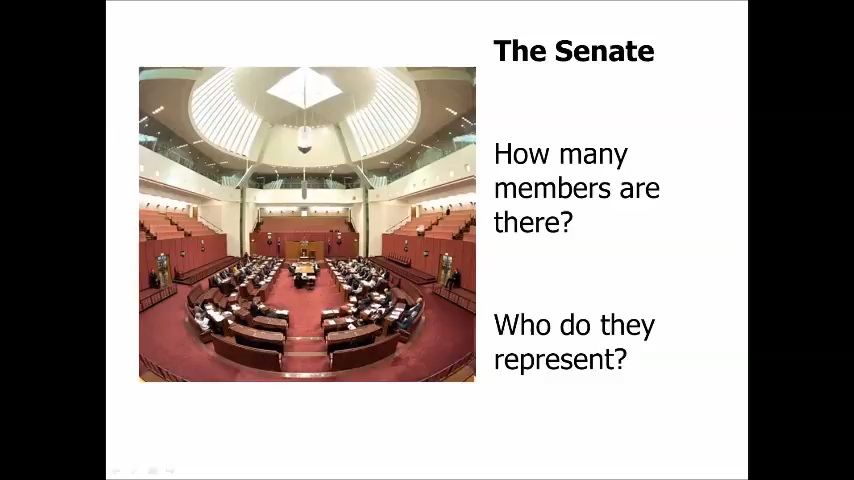 The Senate
How many
members are
there?
Who do they
represent?